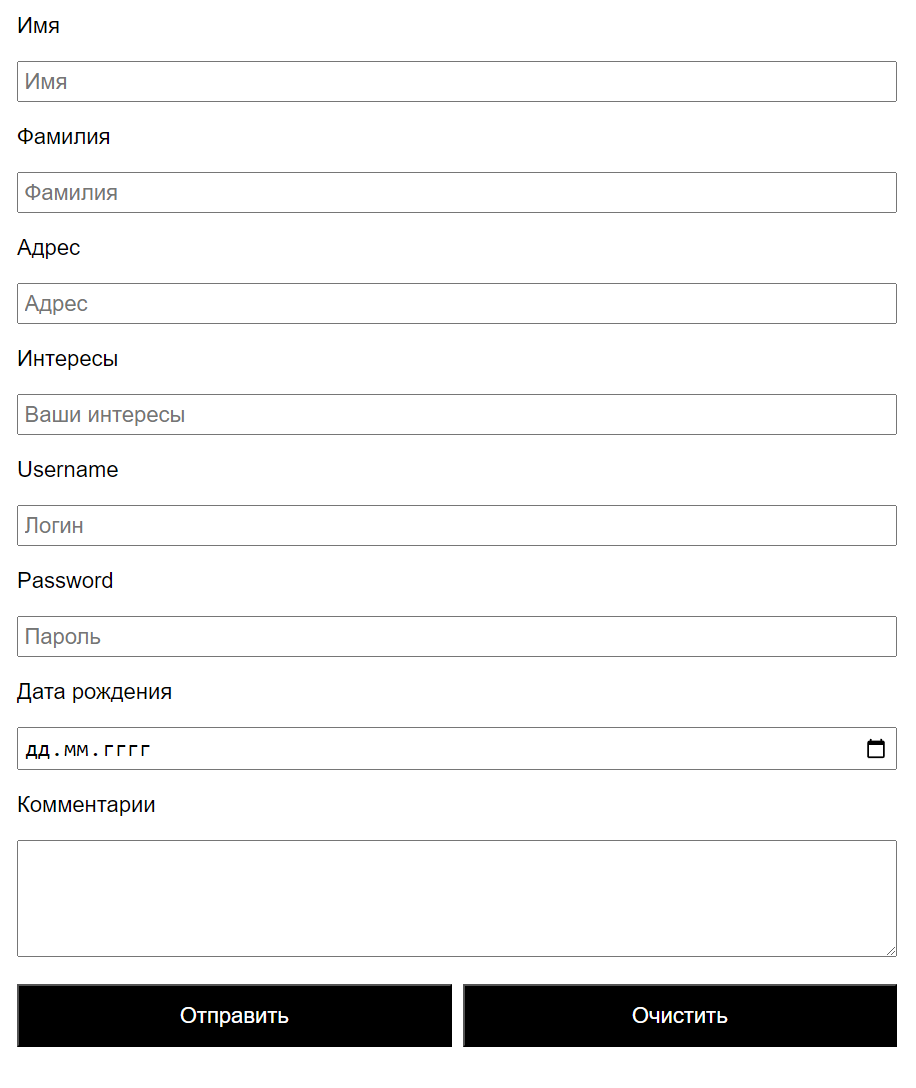 Имя
Имя
Фамилия
Фамилия
Адрес
Адрес
Интересы
Ваши интересы
Username
Логин
Password
Пароль
Дата рождения
дд.мм.гггг
Комментарии
Отправить Очистить